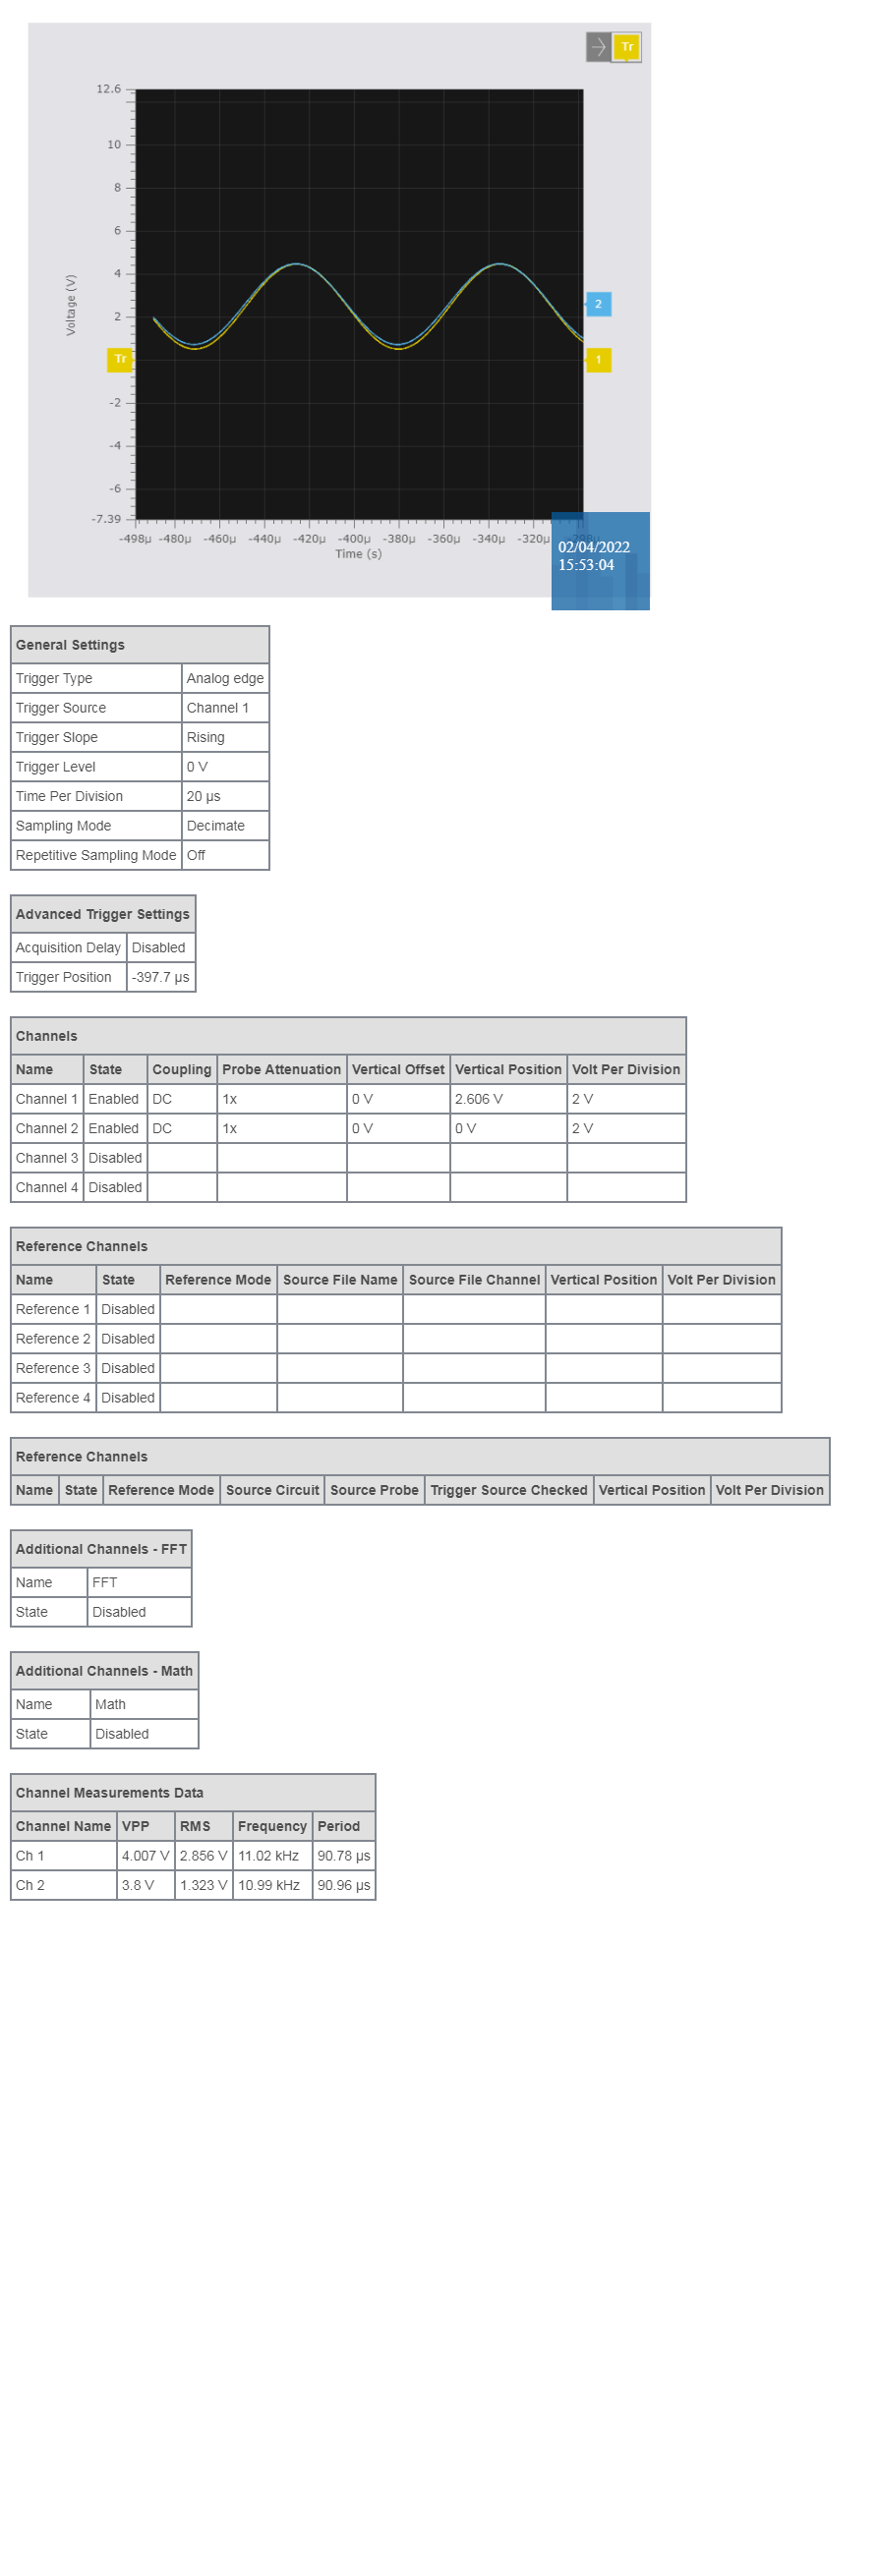 Tr
12.6
10
8
6
4
2
-2
-4
-6
-7.39
Voltage (V)
Tr
2
1
-498µ -480µ -460µ -440µ -420µ -400µ -380µ -360µ -340µ -320µ
Time (s)
02/04/2022
15:53:04
General Settings
Trigger Type Analog edge
Trigger Source Channel 1
Trigger Slope Rising
Trigger Level 0 V
Time Per Division 20 µs
Sampling Mode Decimate
Repetitive Sampling Mode Off
Advanced Trigger Settings
Acquisition Delay Disabled
Trigger Position -397.7 µs
Channels
Name State Coupling Probe Attenuation Vertical Offset Vertical Position Volt Per Division
Channel 1 Enabled DC 1x 0 V 2.606 V 2 V
Channel 2 Enabled DC 1x 0 V 0 V 2 V
Channel 3 Disabled
Channel 4 Disabled
Reference Channels
Name State Reference Mode Source File Name Source File Channel Vertical Position Volt Per Division
Reference 1 Disabled
Reference 2 Disabled
Reference 3 Disabled
Reference 4 Disabled
Reference Channels
Name State Reference Mode Source Circuit Source Probe Trigger Source Checked Vertical Position Volt Per Division
Additional Channels - FFT
Name FFT
State Disabled
Additional Channels - Math
Name Math
State Disabled
Channel Measurements Data
Channel Name VPP RMS Frequency Period
Ch 1 4.007 V 2.856 V 11.02 kHz 90.78 µs
Ch 2 3.8 V 1.323 V 10.99 kHz 90.96 µs